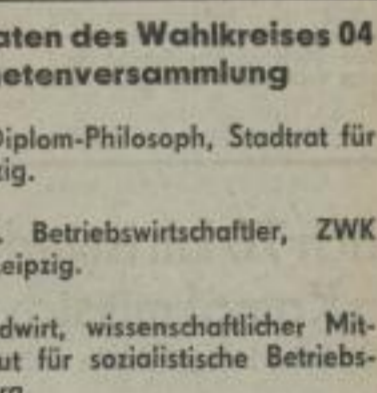 aten des Wahlkreises 04
netenversammlung
Diplom-Philosoph, Stadtrat für
zig.
. Betriebswirtschaftler, ZWK
eipzig.
dwirt, wissenschaftlicher Mit-
ut für sozialistische Betriebs-